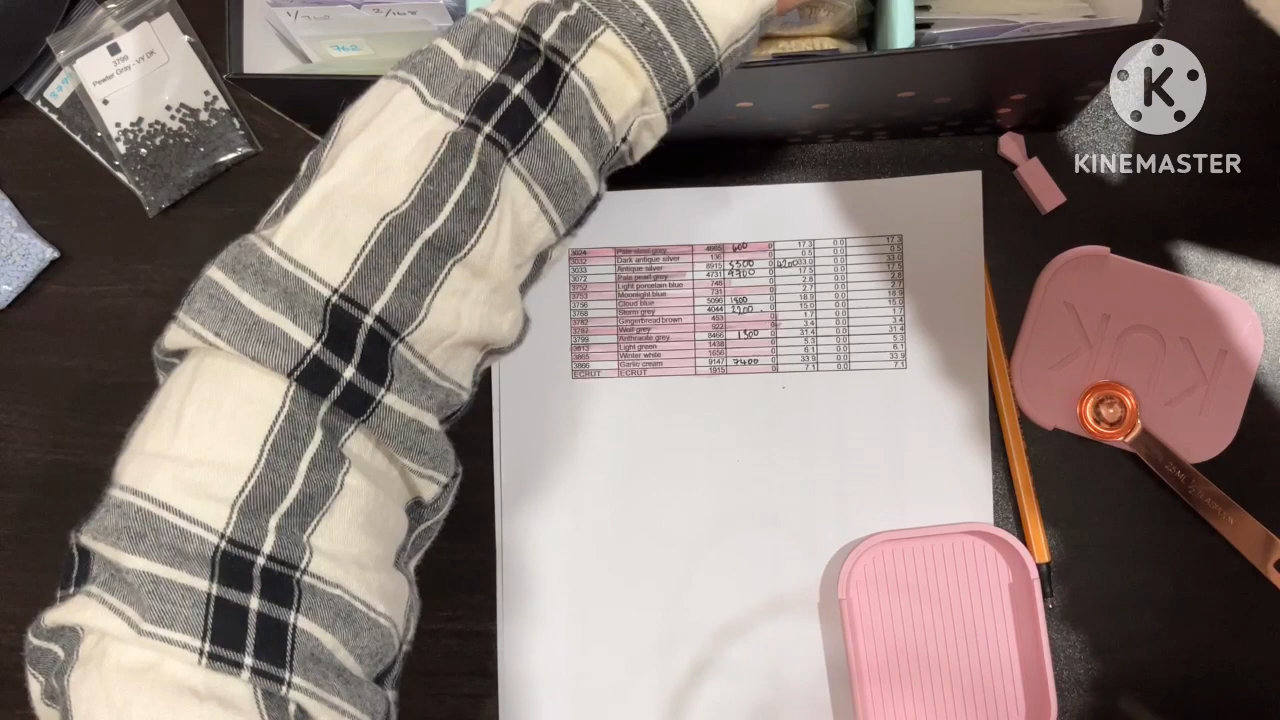 1/762 2/168
762
3799
Pewter Gray - VY DK
K
KINEMASTER
3024 Pale steel grey 4665 600 0 17.3 0.0 17.3
3032 Dark antique silver 136 0 0.5 0.0 0.5
3033 Antique silver 8915 5500 0 4200 33.0 0.0 33.0
3072 Pale pearl grey 4731 0 17.5 0.0 17.5
3752 Light porcelain blue 748 0 2.8 0.0 2.8
3753 Moonlight blue 731 0 2.7 0.0 2.7
3756 Cloud blue 5096 0 18.9 0.0 18.9
3768 Storm grey 4044 0 15.0 0.0 15.0
3782 Gingerbread brown 453 0 1.7 0.0 1.7
3787 Wolf grey 922 0 3.4 0.0 3.4
3799 Anthracite grey 8466 1300 0 31.4 0.0 31.4
3813 Light green 1438 0 5.3 0.0 5.3
3865 Winter white 1656 0 6.1 0.0 6.1
3866 Garlic cream 9147 7400 0 33.9 0.0 33.9
ECRUT ECRUT 1915 0 7.1 0.0 7.1